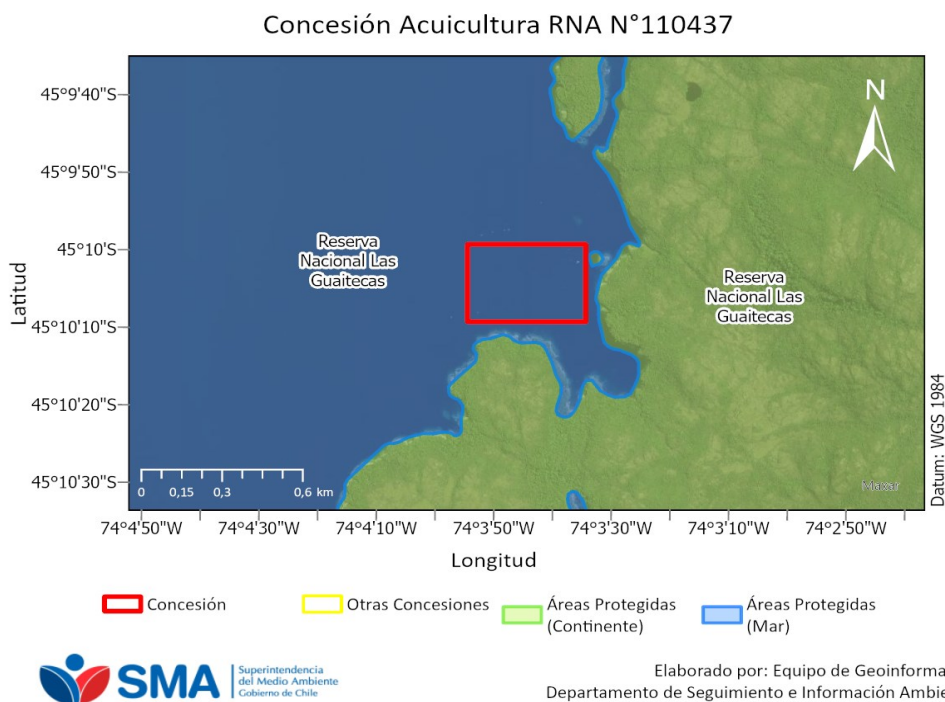 Concesión Acuicultura RNA N°110437
45°9'40"S
45°9'50"S
45°10'S
45°10'10"S
45°10'20"S
45°10'30"S
Latitud
N
Reserva
Nacional Las
Guaitecas
Reserva
Nacional Las
Guaitecas
0 0,15 0,3 0,6 km
Maxar
Datum: WGS 1984
74°4'50"W 74°4'30"W 74°4'10"W 74°3'50"W 74°3'30"W 74°3'10"W 74°2'50"W
Longitud
Concesión
Otras Concesiones
Áreas Protegidas
(Continente)
Áreas Protegidas
(Mar)
SMA
Superintendencia
del Medio Ambiente
Gobierno de Chile
Elaborado por: Equipo de Geoinforma
Departamento de Seguimiento e Información Ambie